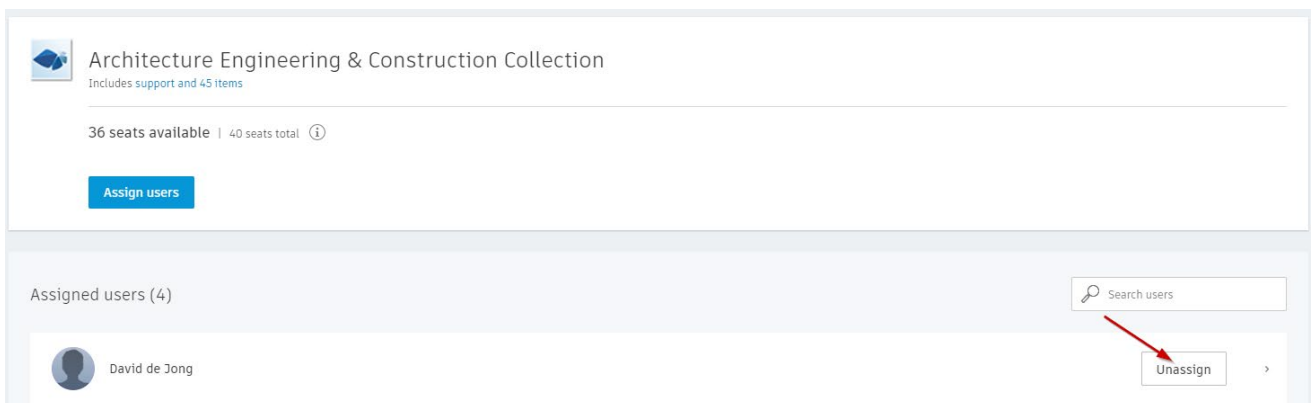 Architecture Engineering & Construction Collection
Includes support and 45 items
36 seats available | 40 seats total
Assign users
Assigned users (4)
Search users
David de Jong
Unassign